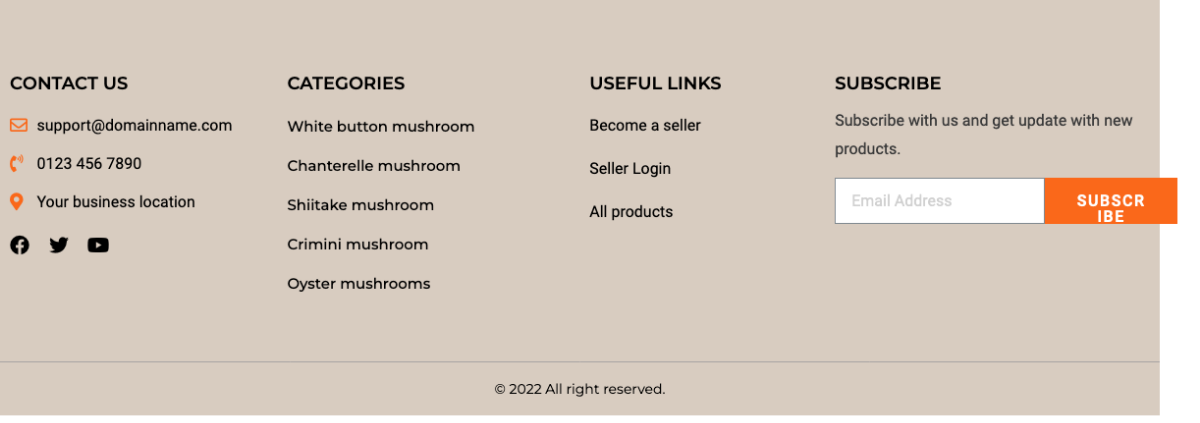 CONTACT US
support@domainname.com
0123 456 7890
Your business location
CATEGORIES
White button mushroom
Chanterelle mushroom
Shiitake mushroom
Crimini mushroom
Oyster mushrooms
USEFUL LINKS
Become a seller
Seller Login
All products
SUBSCRIBE
Subscribe with us and get update with new
products.
Email Address
SUBSCR
IBE
© 2022 All right reserved.